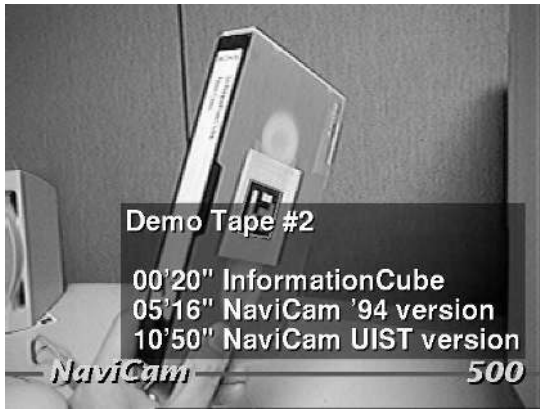 Demo Tape #2
00'20" InformationCube
05'16" NaviCam '94 version
10'50" NaviCam UIST version
NaviCam 500